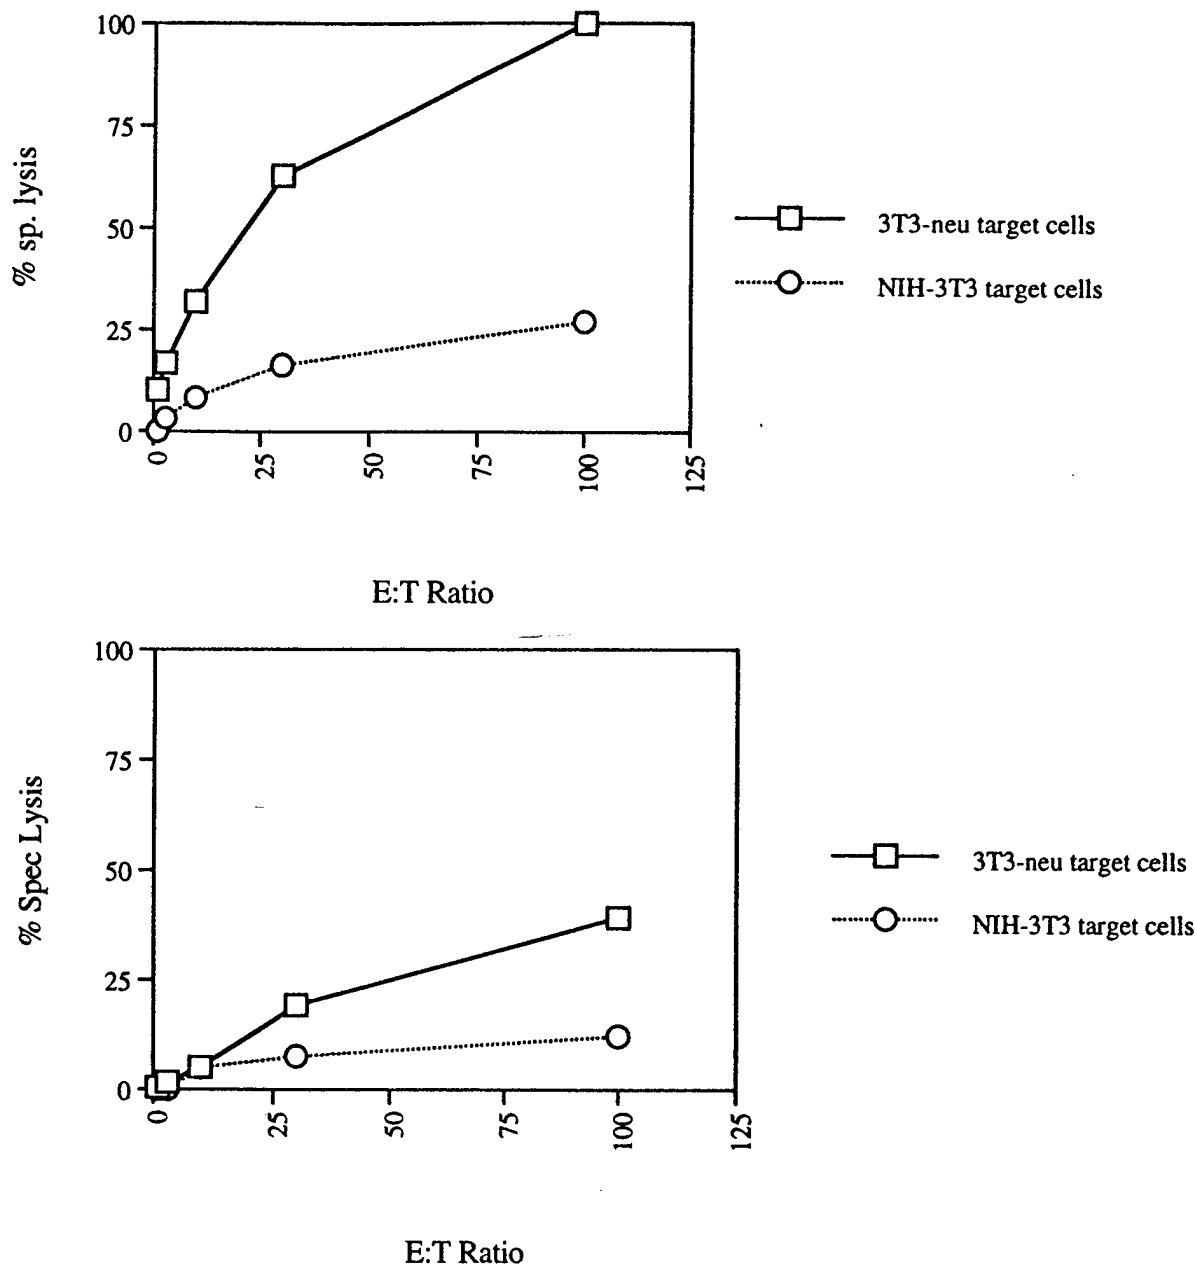 100
75
50
25
0
% sp. lysis
0 25 50 75 100 125
E:T Ratio
3T3-neu target cells
NIH-3T3 target cells
100
75
50
25
0
% Spec Lysis
0 25 50 75 100 125
E:T Ratio
3T3-neu target cells
NIH-3T3 target cells